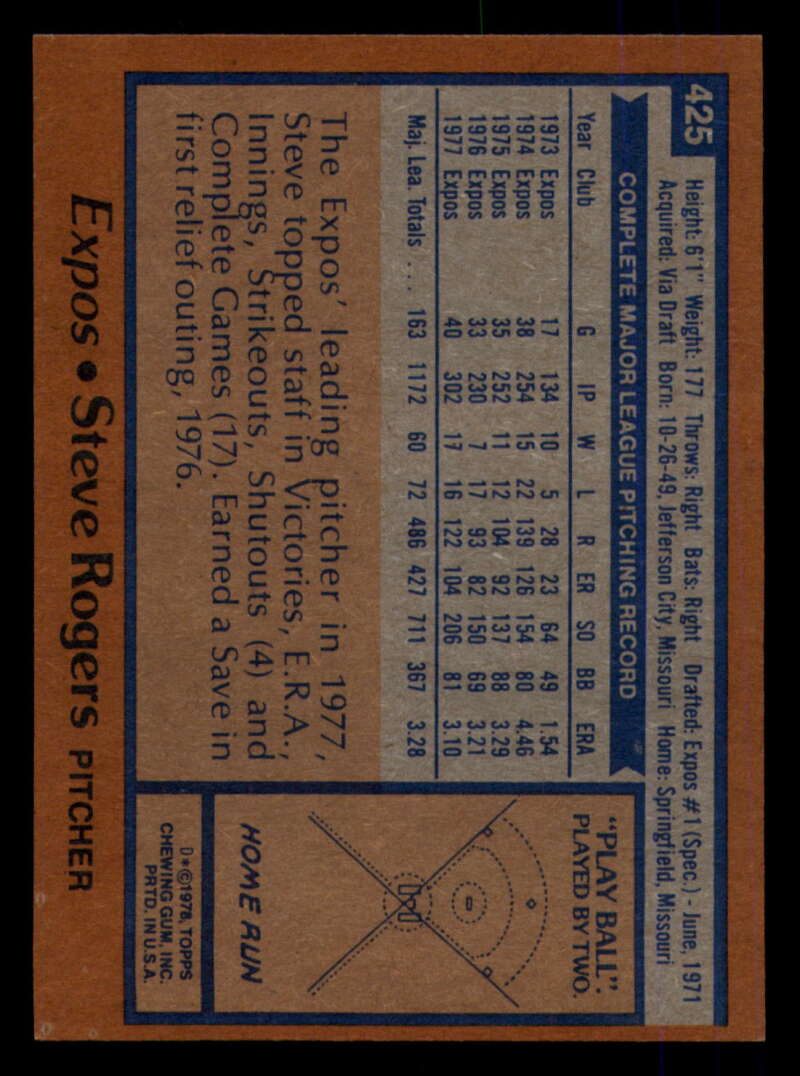 425
Height: 6'1" Weight: 177 Throws: Right Bats: Right Drafted: Expos #1 (Spec.) - June, 1971
Acquired: Via Draft Born: 10-26-49, Jefferson City, Missouri Home: Springfield, Missouri
COMPLETE MAJOR LEAGUE PITCHING RECORD
Year Club G IP W L R ER SO BB ERA
1973 Expos 17 134 10 5 28 23 64 49 1.54
1974 Expos 38 254 15 22 139 126 154 80 4.46
1975 Expos 35 252 11 12 104 92 137 88 3.29
1976 Expos 33 230 7 17 93 82 150 69 3.21
1977 Expos 40 302 17 16 122 104 206 81 3.10
Maj. Lea. Totals .... 163 1172 60 72 486 427 711 367 3.28
The Expos' leading pitcher in 1977,
Steve topped staff in Victories, E.R.A.,
Innings, Strikeouts, Shutouts (4) and
Complete Games (17). Earned a Save in
first relief outing, 1976.
"PLAY BALL":
PLAYED BY TWO.
HOME RUN
D*©1978, TOPPS
CHEWING GUM, INC.
PRTD. IN U.S.A.
Expos • Steve Rogers PITCHER